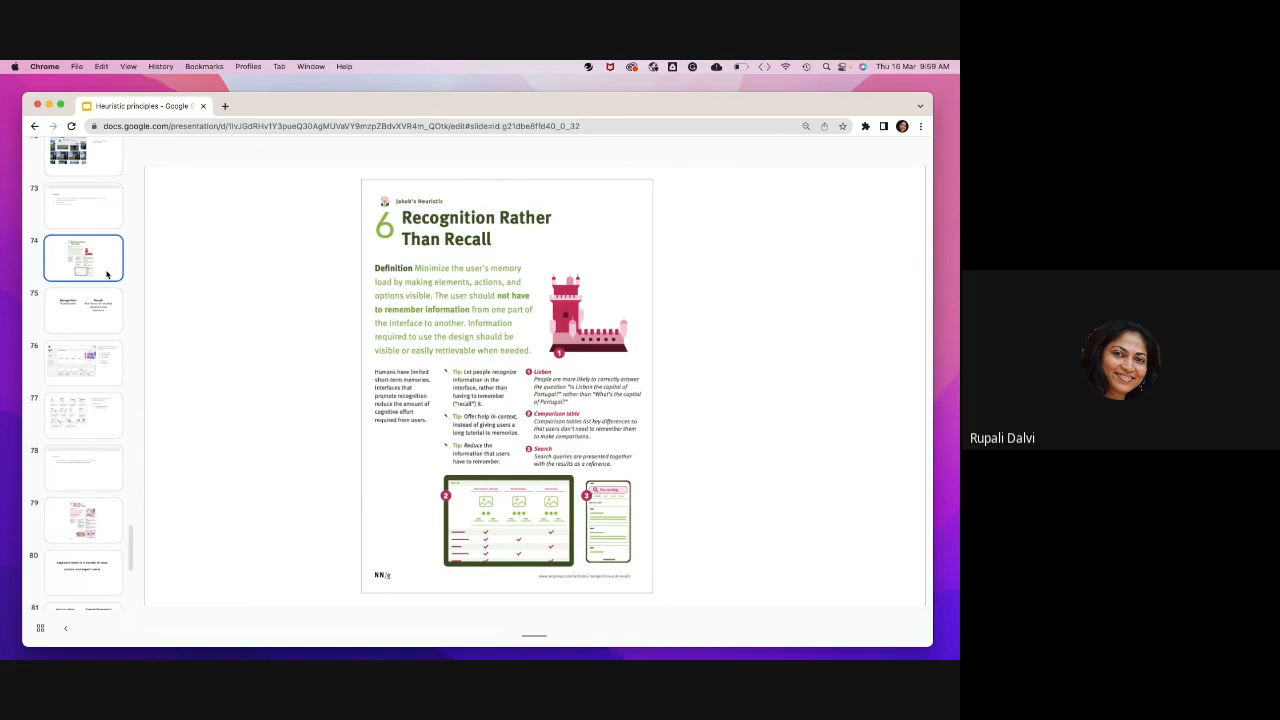 Chrome File Edit View History Bookmarks Profiles Tab Window Help Thu 16 Mar 9:59 AM
Heuristic principles - Google S
73
74
75
76
77
78
79
80
81
Recognition
Recall
Jakob's Heuristic
6 Recognition Rather
Than Recall
Definition Minimize the user's memory
load by making elements, actions, and
options visible. The user should not have
to remember information from one part of
the interface to another. Information
required to use the design should be
visible or easily retrievable when needed.
1
Humans have limited
short-term memories.
Interfaces that
promote recognition
reduce the amount of
cognitive effort
required from users.
Tip: Let people recognize
information in the
interface, rather than
having to remember
("recall") it.
Tip: Offer help in-context,
instead of giving users a
long tutorial to memorize.
Tip: Reduce the
information that users
have to remember.
1 Lisbon
People are more likely to correctly answer
the question "Is Lisbon the capital of
Portugal?" rather than "What's the capital
of Portugal?"
2 Comparison table
Comparison tables list key differences so
that users don't need to remember them
to make comparisons.
3 Search
Search queries are presented together
with the results as a reference.
2
3
NN/g
Rupali Dalvi